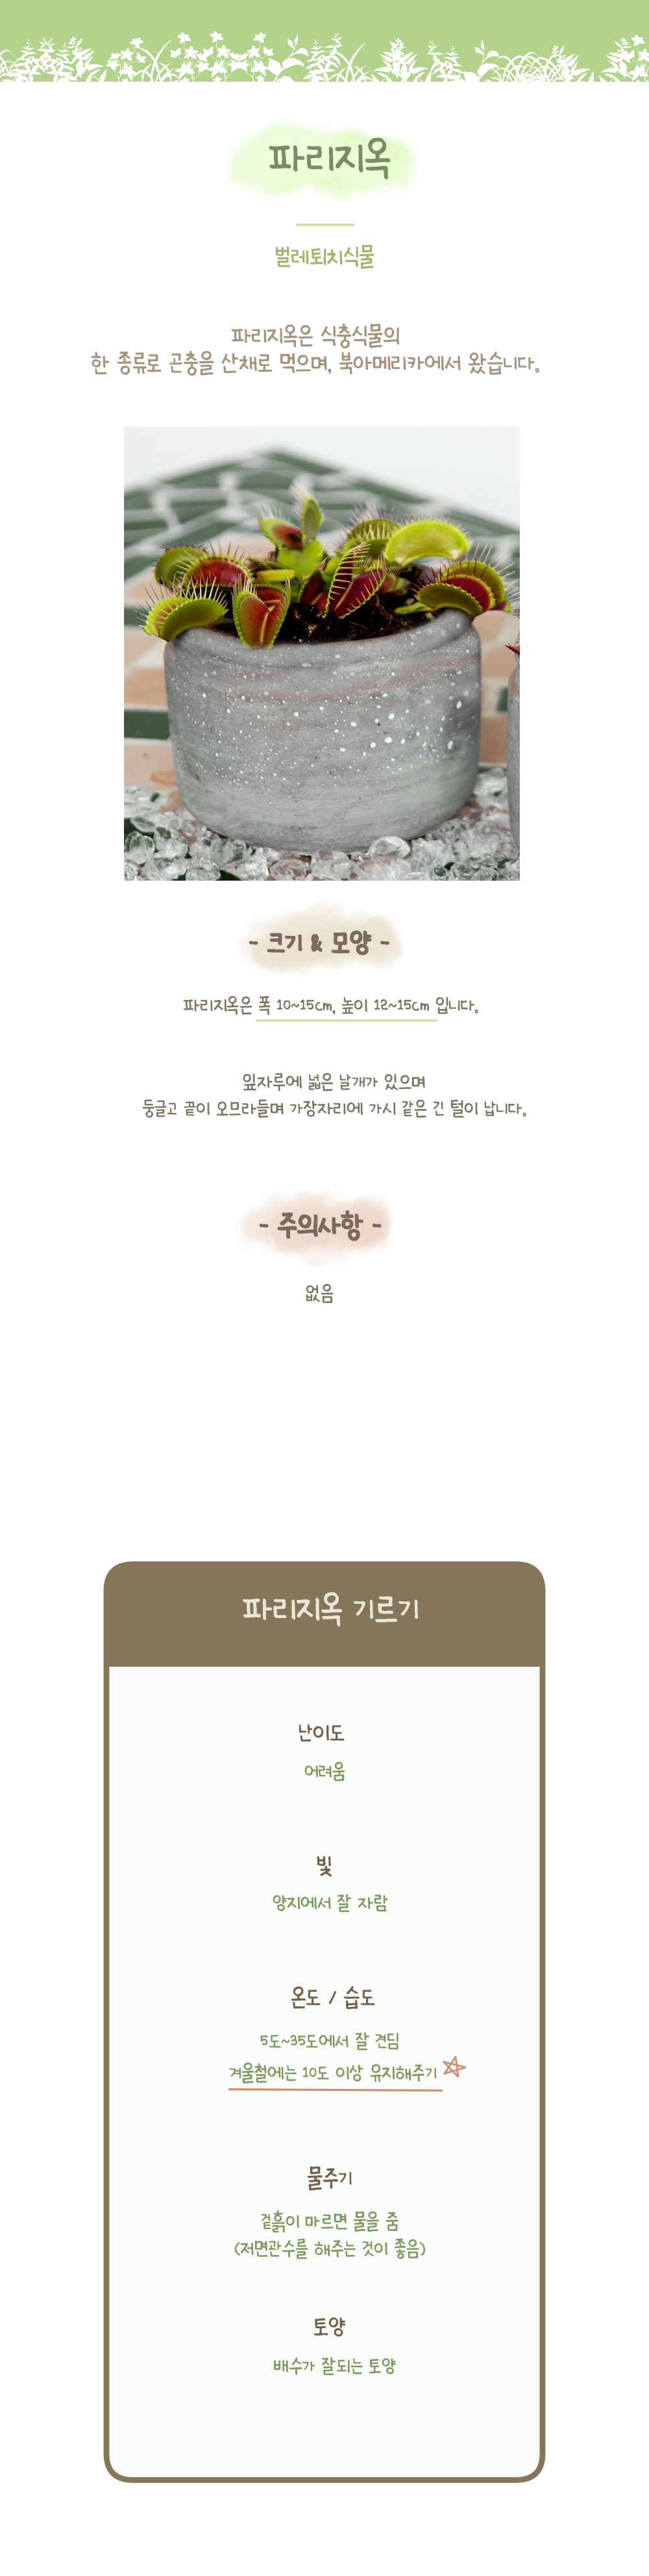 파리지옥
벌레퇴치식물
파리지옥은 식충식물의
한 종류로 곤충을 산채로 먹으며, 북아메리카에서 왔습니다.
- 크기 & 모양 -
파리지옥은 폭 10~15cm, 높이 12~15cm 입니다.
잎자루에 넓은 날개가 있으며
둥글고 끝이 오므라들며 가장자리에 가시 같은 긴 털이 납니다.
- 주의사항 -
없음
파리지옥 기르기
난이도
어려움
빛
양지에서 잘 자람
온도 / 습도
5도~35도에서 잘 견딤
겨울철에는 10도 이상 유지해주기
물주기
겉흙이 마르면 물을 줌
(저면관수를 해주는 것이 좋음)
토양
배수가 잘되는 토양